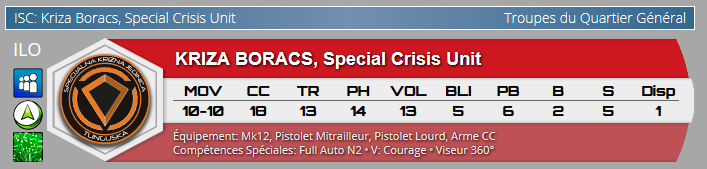 ISC: Kriza Boracs, Special Crisis Unit
Troupes du Quartier Général
ILO
KRIZA BORACS, Special Crisis Unit
MOV CC TR PH VOL BLI PB B S Disp
10-10 18 13 14 13 5 6 2 5 1
SPECIJALNA KRIZNA JEDINICA
TUNGUSKA
Équipement: Mk12, Pistolet Mitrailleur, Pistolet Lourd, Arme CC
Compétences Spéciales: Full Auto N2 • V: Courage • Viseur 360°